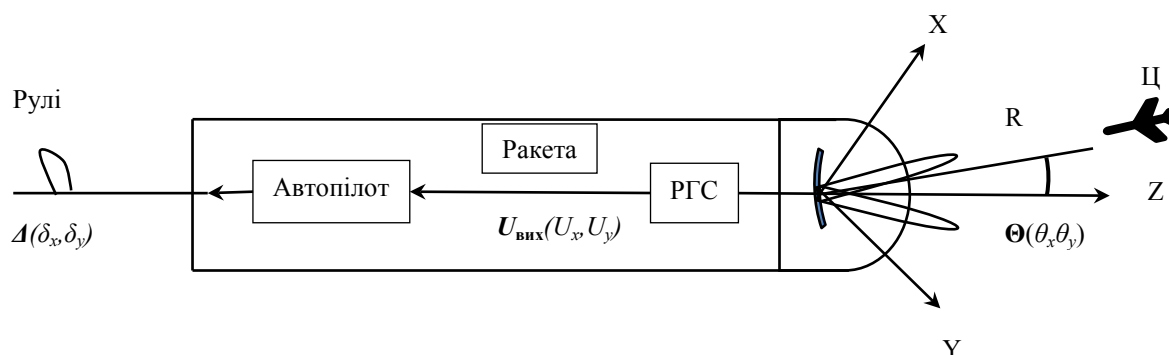 X
Ц
Рулі
R
Ракета
Автопілот
РГС
Z
Δ(δx,δy)
Uвих(Ux, Uy)
Θ(θxθy)
Y